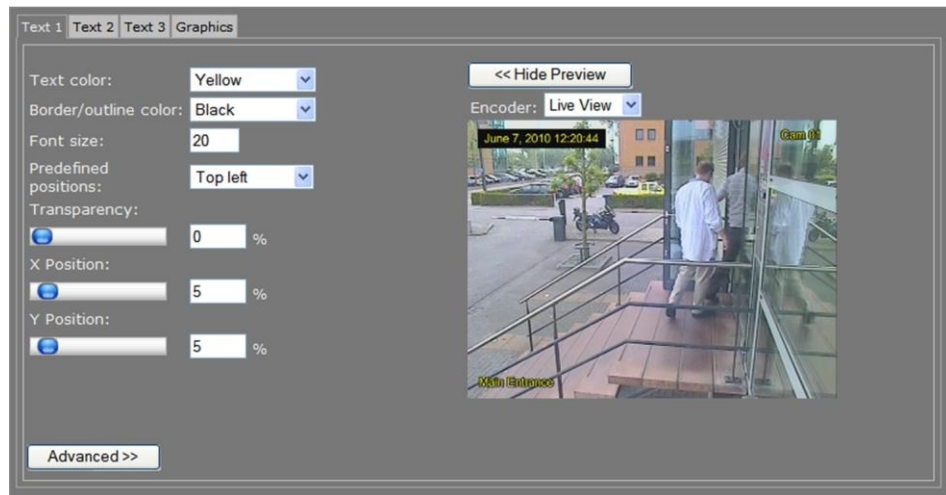 Text 1 Text 2 Text 3 Graphics
Text color: Yellow
Border/outline color: Black
Font size: 20
Predefined positions: Top left
Transparency:
0 %
X Position:
5 %
Y Position:
5 %
Advanced >>
<< Hide Preview
Encoder: Live View
June 7, 2010 12:20:44
Cam 01
Main Entrance